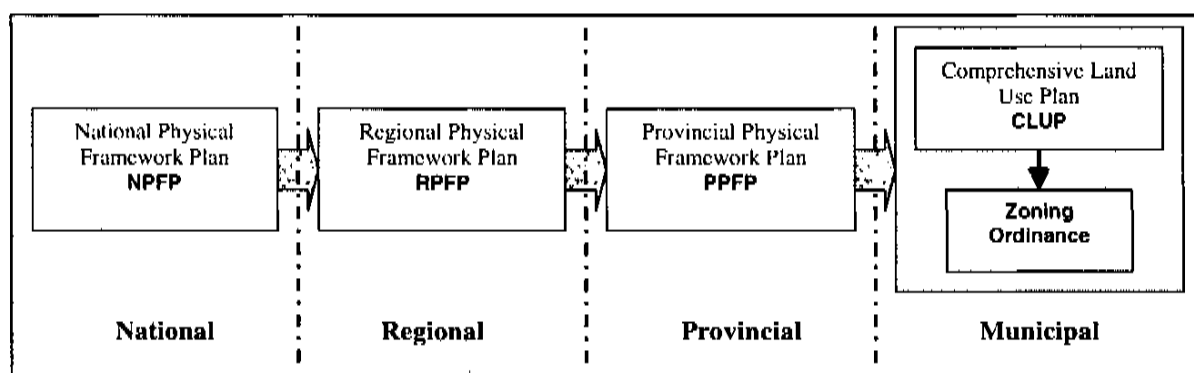 National Physical
Framework Plan
NPFP
Regional Physical
Framework Plan
RPFP
Provincial Physical
Framework Plan
PPFP
Comprehensive Land
Use Plan
CLUP
Zoning
Ordinance
National
Regional
Provincial
Municipal